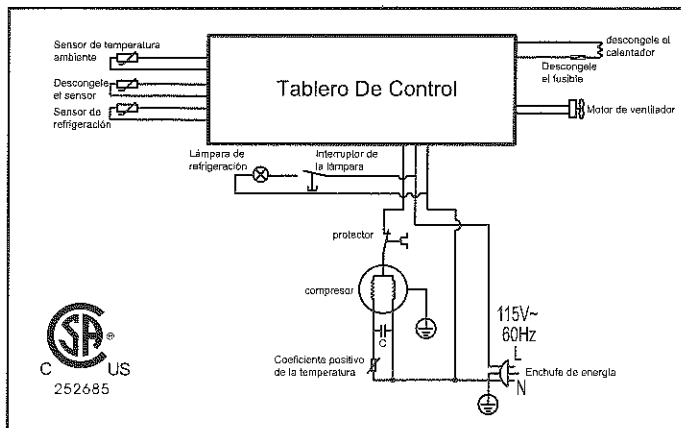 Sensor de temperatura
ambiente
Descongele
el sensor
Sensor de
refrigeración
Tablero De Control
descongele el
calentador
Descongele
el fusible
Motor de ventilador
Lámpara de
refrigeración
Interruptor de
la lámpara
protector
compresor
C
Coeficiente positivo
de la temperatura
115V~
60Hz
L
Enchufe de energía
N
CSA®
C US
252685